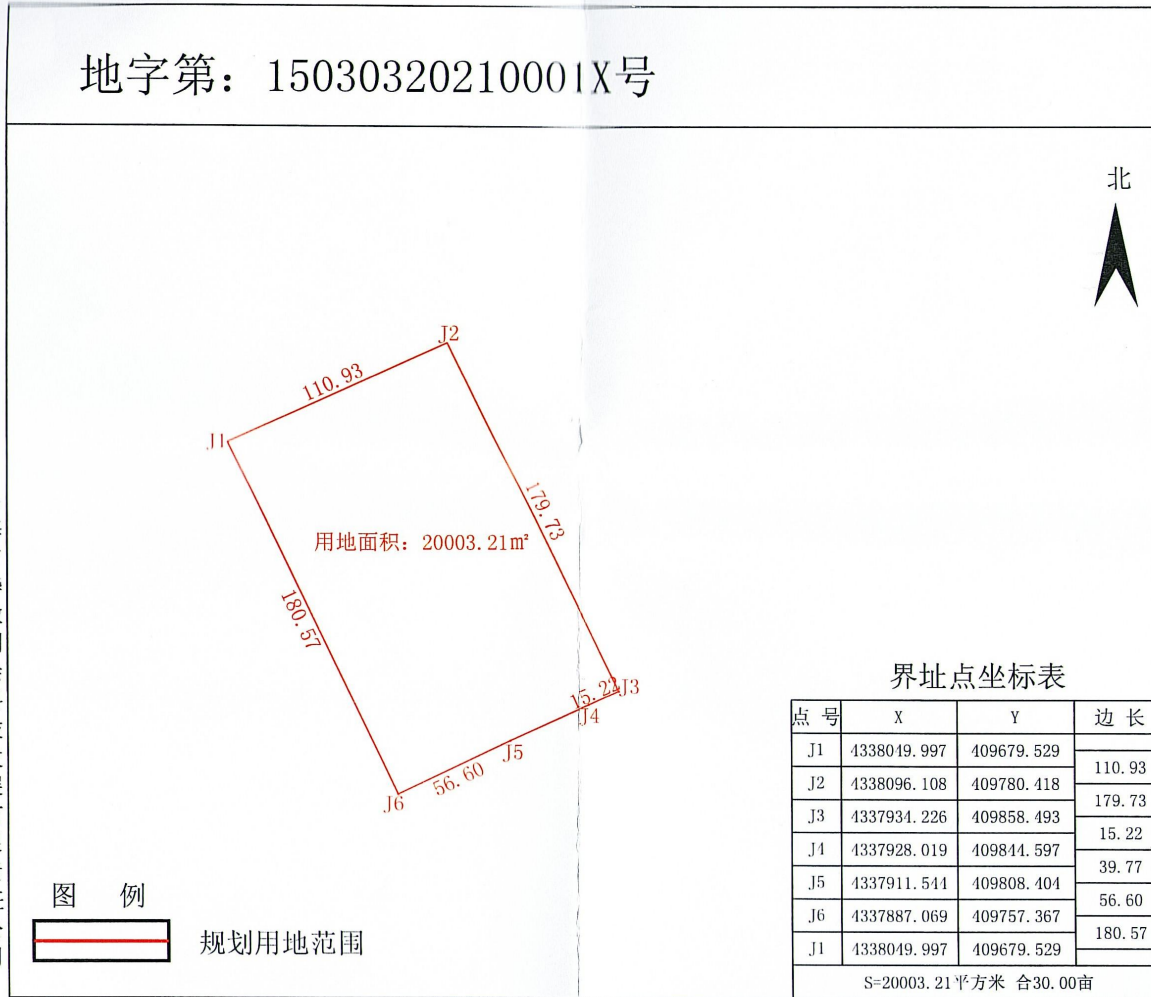 地字第：15030320210001X号
北
J2
110.93
J1
179.73
用地面积：20003.21m²
180.57
15.22
J3
J4
J5
56.60
J6
界址点坐标表
点 号 X Y 边 长
J1 4338049.997 409679.529
110.93
J2 4338096.108 409780.418
179.73
J3 4337934.226 409858.493
15.22
J4 4337928.019 409844.597
39.77
J5 4337911.544 409808.404
56.60
J6 4337887.069 409757.367
180.57
J1 4338049.997 409679.529
S=20003.21平方米 合30.00亩
图 例
规划用地范围